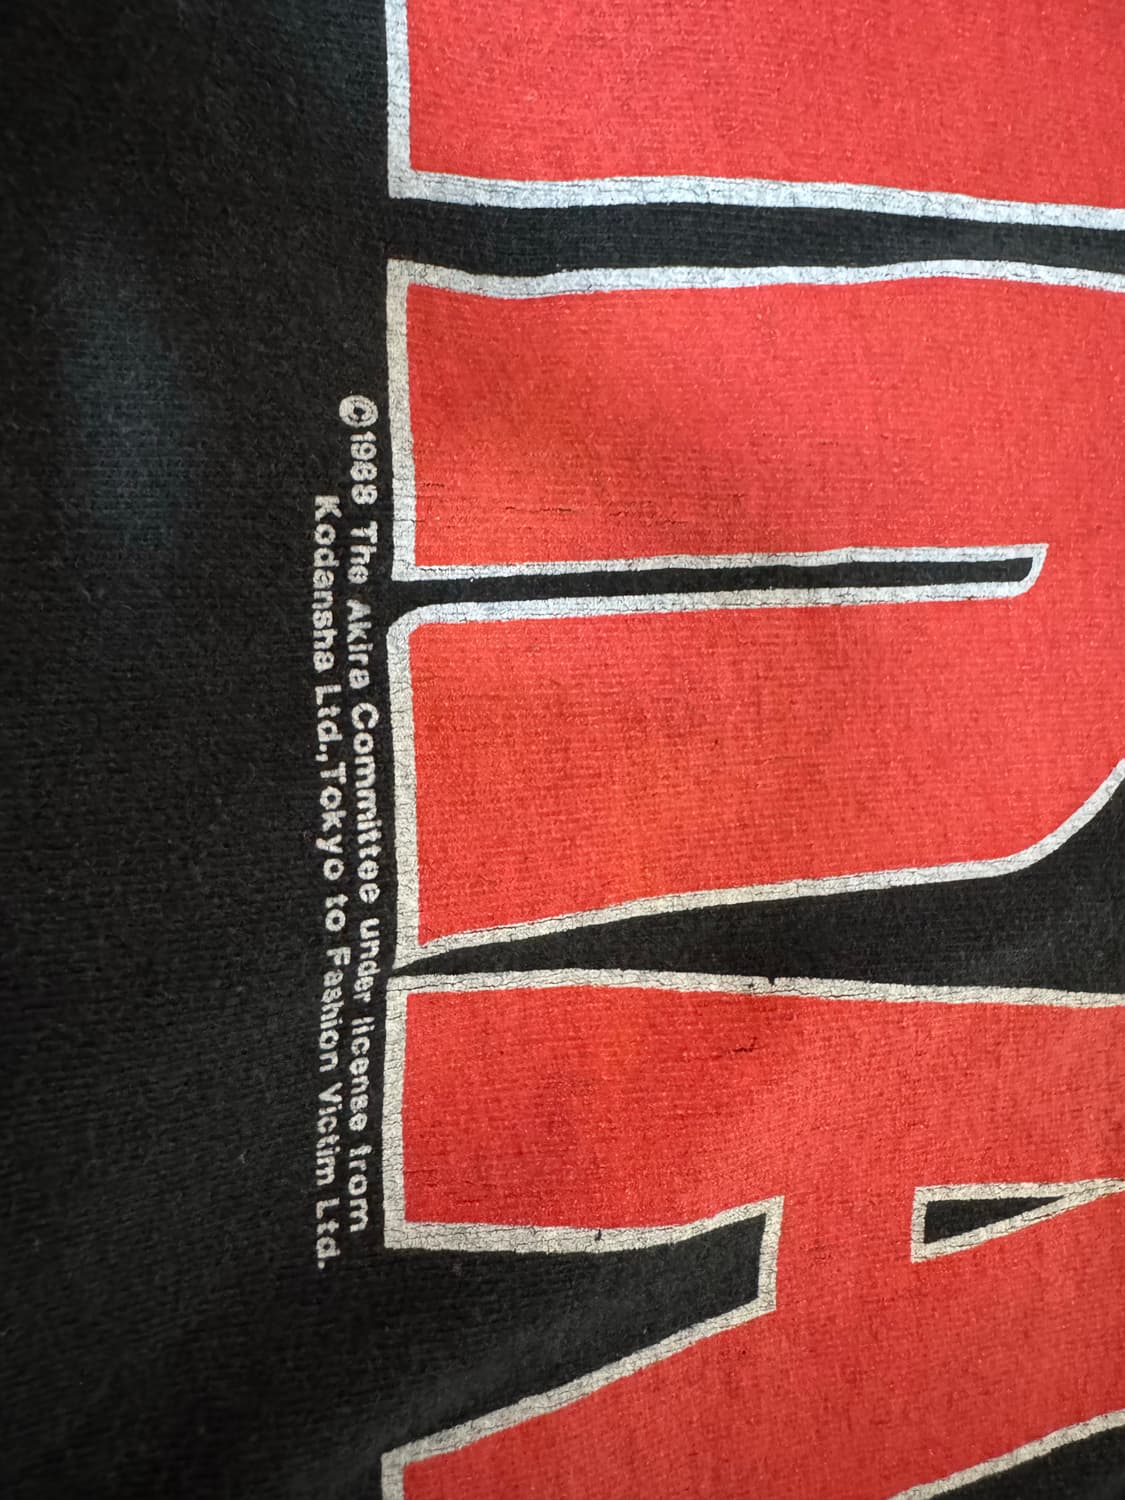 ©1988 The Akira Committee under license from
Kodansha Ltd.,Tokyo to Fashion Victim Ltd.